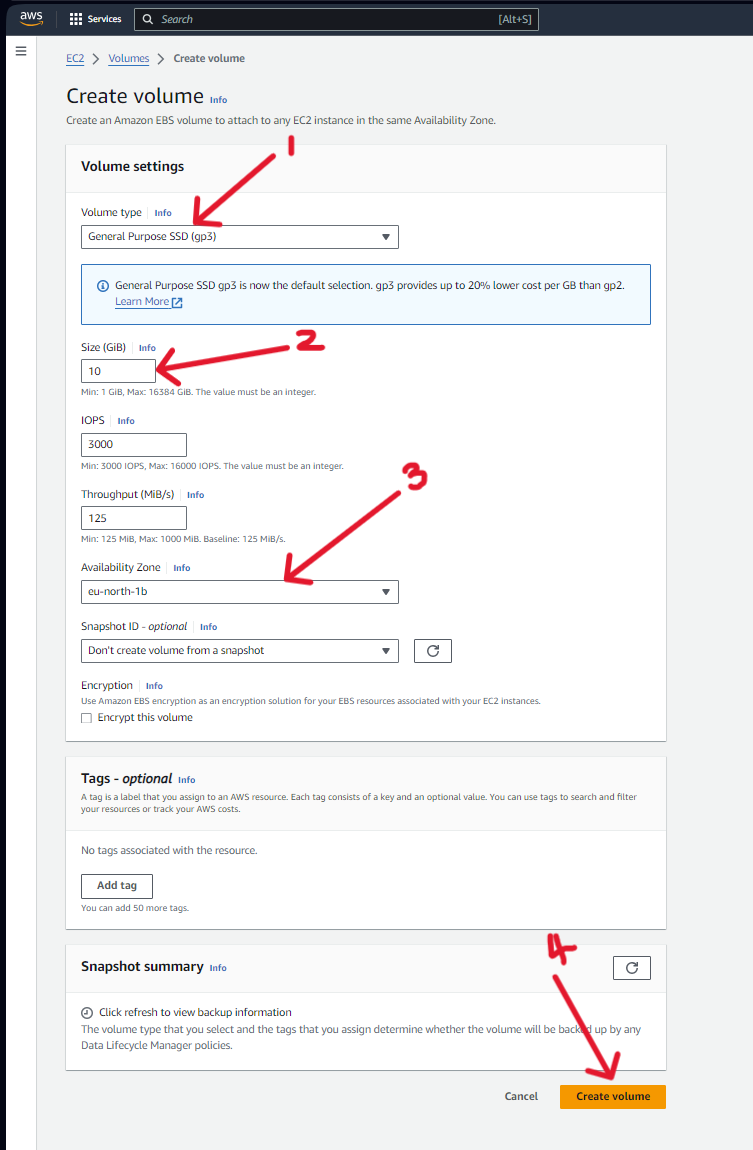 aws
Services
Search
[Alt+S]
EC2 > Volumes > Create volume
Create volume Info
Create an Amazon EBS volume to attach to any EC2 instance in the same Availability Zone.
1
Volume settings
Volume type Info
General Purpose SSD (gp3)
General Purpose SSD gp3 is now the default selection. gp3 provides up to 20% lower cost per GB than gp2.
Learn More
2
Size (GiB) Info
10
Min: 1 GiB, Max: 16384 GiB. The value must be an integer.
IOPS Info
3000
Min: 3000 IOPS, Max: 16000 IOPS. The value must be an integer.
3
Throughput (MiB/s) Info
125
Min: 125 MiB, Max: 1000 MiB. Baseline: 125 MiB/s.
Availability Zone Info
eu-north-1b
Snapshot ID - optional Info
Don't create volume from a snapshot
Encryption Info
Use Amazon EBS encryption as an encryption solution for your EBS resources associated with your EC2 instances.
Encrypt this volume
Tags - optional Info
A tag is a label that you assign to an AWS resource. Each tag consists of a key and an optional value. You can use tags to search and filter
your resources or track your AWS costs.
No tags associated with the resource.
Add tag
You can add 50 more tags.
4
Snapshot summary Info
Click refresh to view backup information
The volume type that you select and the tags that you assign determine whether the volume will be backed up by any
Data Lifecycle Manager policies.
Cancel
Create volume